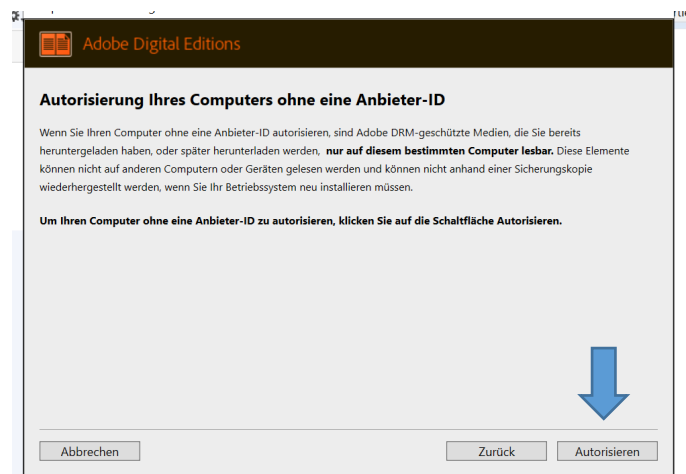 Adobe Digital Editions
Autorisierung Ihres Computers ohne eine Anbieter-ID
Wenn Sie Ihren Computer ohne eine Anbieter-ID autorisieren, sind Adobe DRM-geschützte Medien, die Sie bereits
heruntergeladen haben, oder später herunterladen werden, nur auf diesem bestimmten Computer lesbar. Diese Elemente
können nicht auf anderen Computern oder Geräten gelesen werden und können nicht anhand einer Sicherungskopie
wiederhergestellt werden, wenn Sie Ihr Betriebssystem neu installieren müssen.
Um Ihren Computer ohne eine Anbieter-ID zu autorisieren, klicken Sie auf die Schaltfläche Autorisieren.
Abbrechen
Zurück
Autorisieren